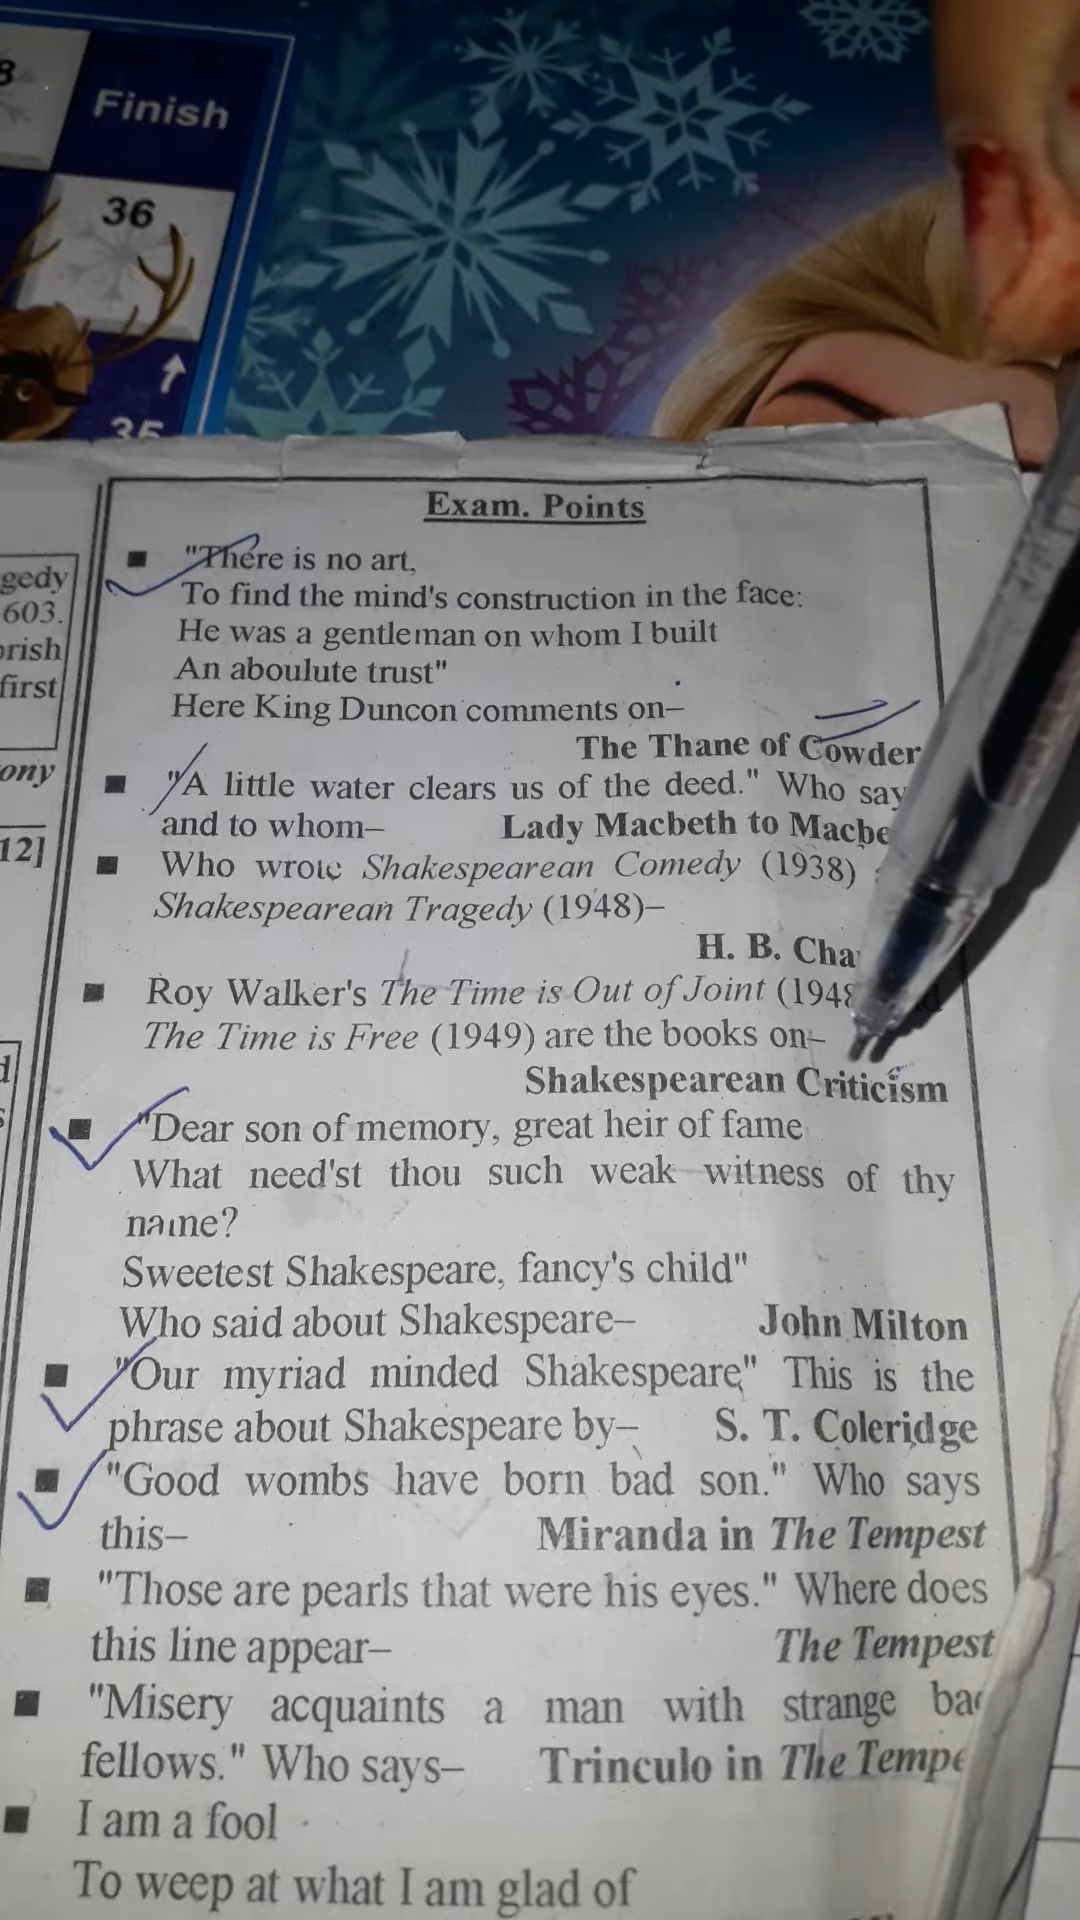 8
Finish
36
35
Exam. Points
"There is no art,
To find the mind's construction in the face:
He was a gentleman on whom I built
An aboulute trust"
Here King Duncon comments on–
The Thane of Cowder
"A little water clears us of the deed." Who say
and to whom– Lady Macbeth to Macbe
Who wrote Shakespearean Comedy (1938)
Shakespearean Tragedy (1948)–
H. B. Cha
Roy Walker's The Time is Out of Joint (1948
The Time is Free (1949) are the books on–
Shakespearean Criticism
"Dear son of memory, great heir of fame
What need'st thou such weak witness of thy
name?
Sweetest Shakespeare, fancy's child"
Who said about Shakespeare– John Milton
"Our myriad minded Shakespeare" This is the
phrase about Shakespeare by– S. T. Coleridge
"Good wombs have born bad son." Who says
this– Miranda in The Tempest
"Those are pearls that were his eyes." Where does
this line appear– The Tempest
"Misery acquaints a man with strange
fellows." Who says– Trinculo in The Tempe
I am a fool
To weep at what I am glad of
gedy
603.
orish
first
ony
12]